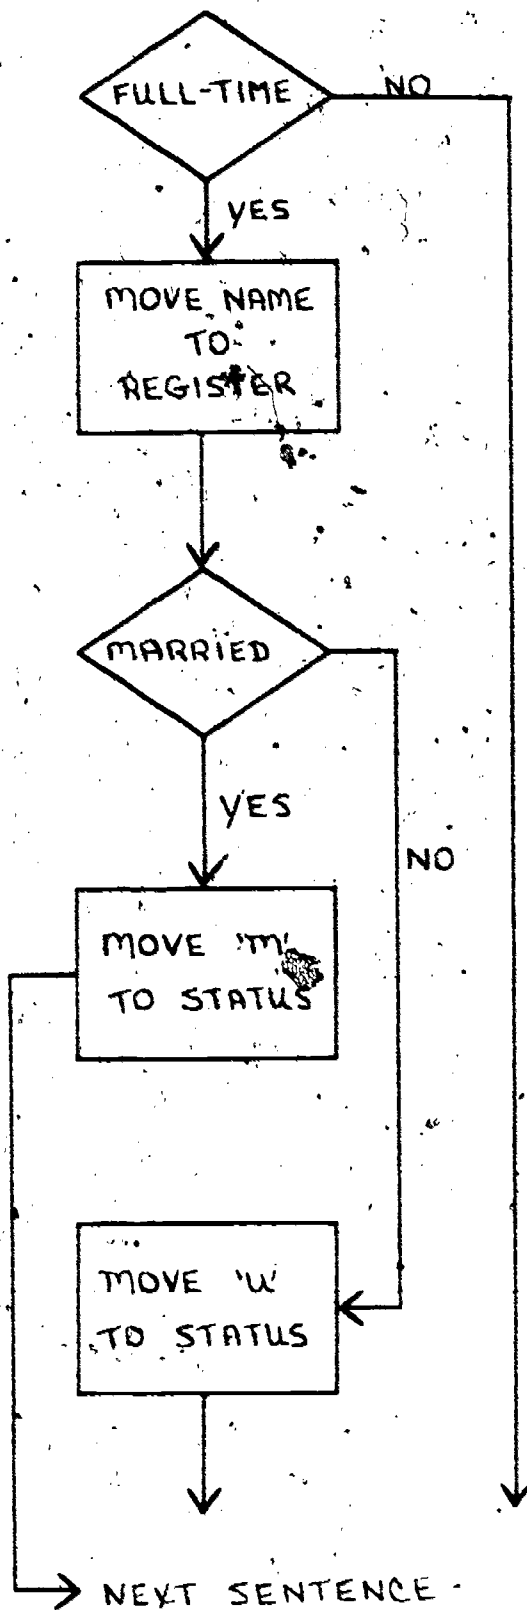 FULL-TIME
NO
YES
MOVE NAME
TO
REGISTER
MARRIED
YES
NO
MOVE 'M'
TO STATUS
MOVE 'U'
TO STATUS
NEXT SENTENCE